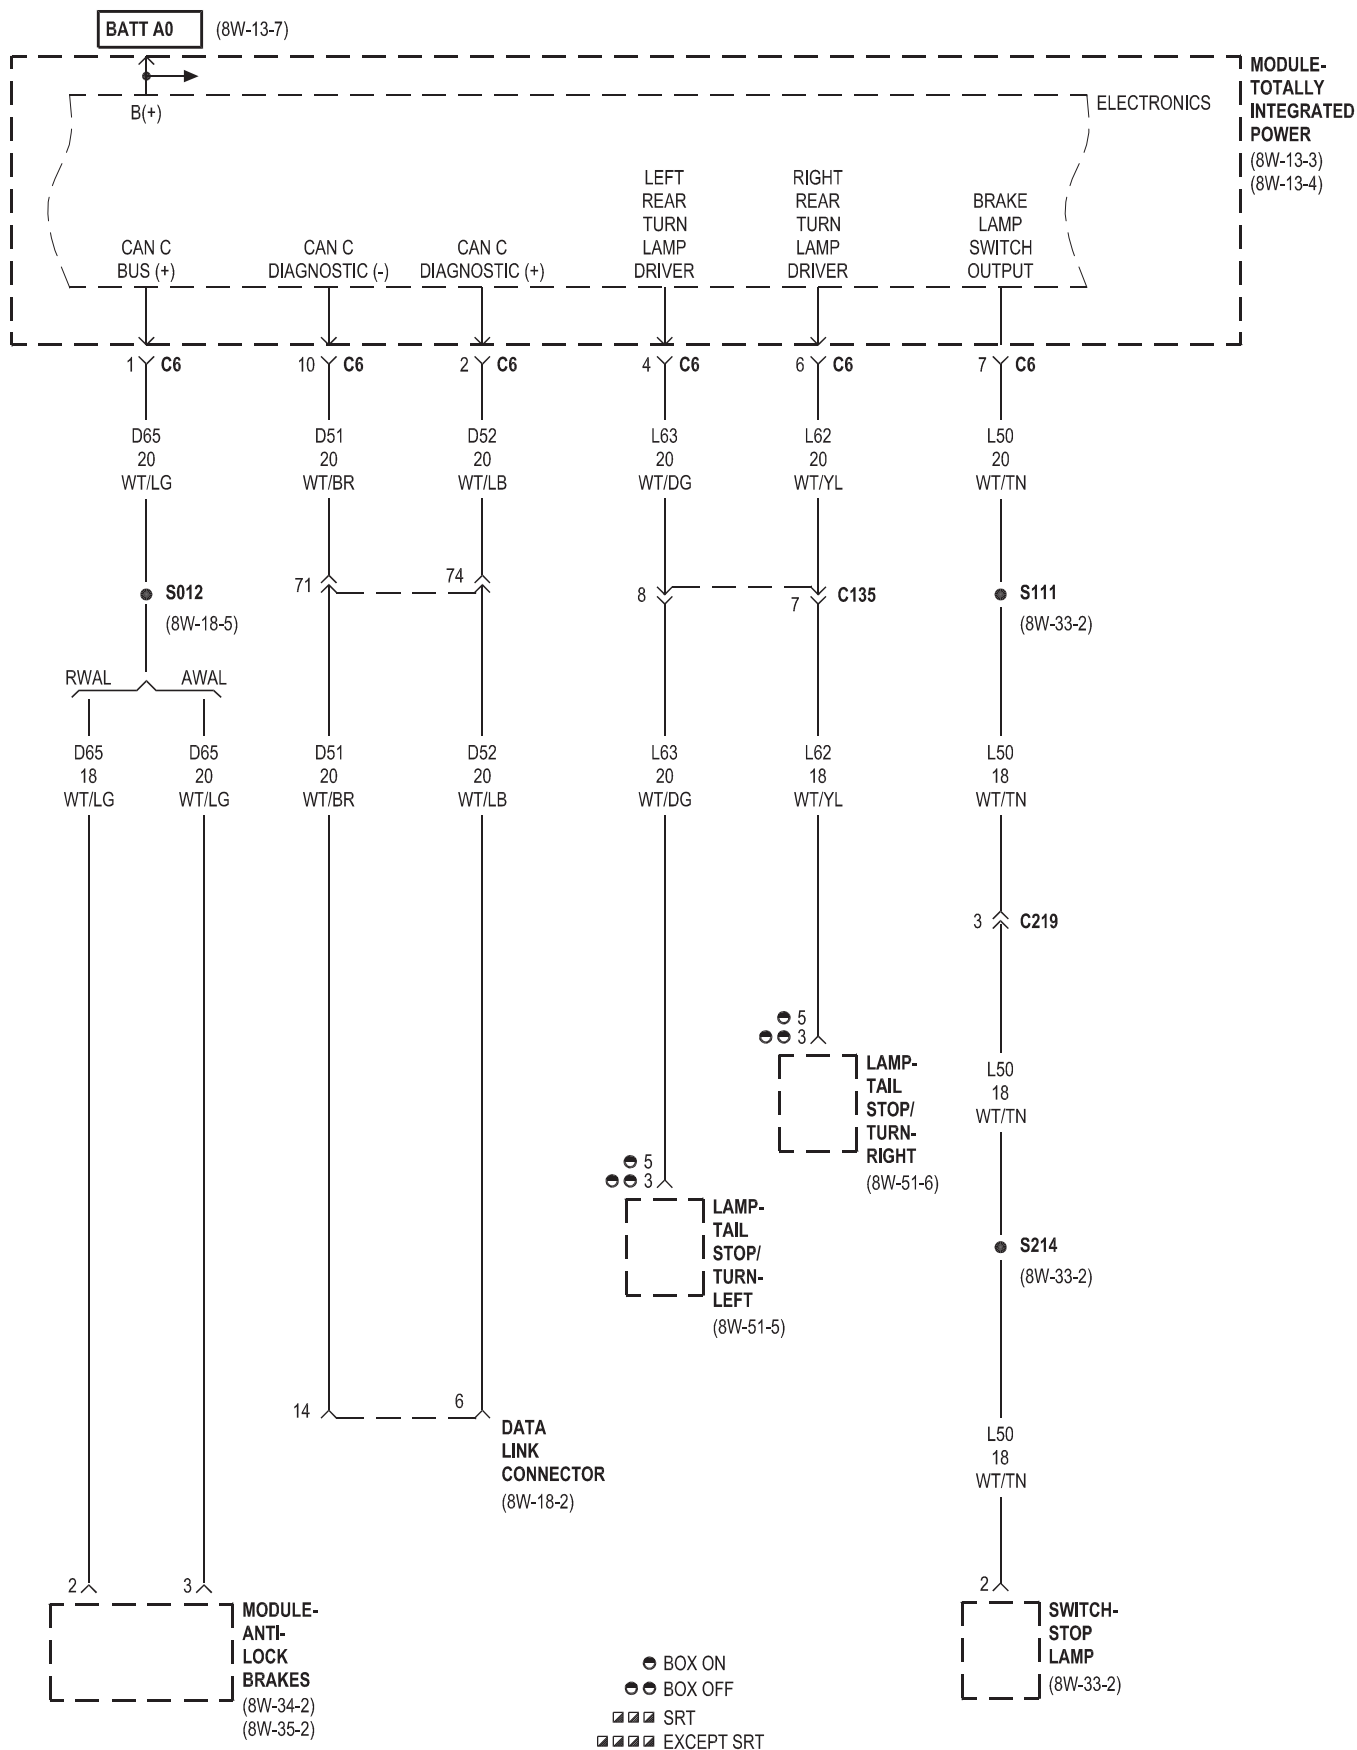 BATT A0 (8W-13-7)
MODULE-
TOTALLY
INTEGRATED
POWER
(8W-13-3)
(8W-13-4)
ELECTRONICS
B(+)
CAN C
BUS (+)
CAN C
DIAGNOSTIC (-)
CAN C
DIAGNOSTIC (+)
LEFT
REAR
TURN
LAMP
DRIVER
RIGHT
REAR
TURN
LAMP
DRIVER
BRAKE
LAMP
SWITCH
OUTPUT
1 C6
10 C6
2 C6
4 C6
6 C6
7 C6
D65
20
WT/LG
D51
20
WT/BR
D52
20
WT/LB
L63
20
WT/DG
L62
20
WT/YL
L50
20
WT/TN
S012
(8W-18-5)
71
74
8
7
C135
S111
(8W-33-2)
RWAL
AWAL
D65
18
WT/LG
D65
20
WT/LG
D51
20
WT/BR
D52
20
WT/LB
L63
20
WT/DG
L62
18
WT/YL
L50
18
WT/TN
3 C219
5
3
LAMP-
TAIL
STOP/
TURN-
RIGHT
(8W-51-6)
L50
18
WT/TN
5
3
LAMP-
TAIL
STOP/
TURN-
LEFT
(8W-51-5)
S214
(8W-33-2)
14
6
DATA
LINK
CONNECTOR
(8W-18-2)
L50
18
WT/TN
2
3
MODULE-
ANTI-
LOCK
BRAKES
(8W-34-2)
(8W-35-2)
2
SWITCH-
STOP
LAMP
(8W-33-2)
BOX ON
BOX OFF
SRT
EXCEPT SRT